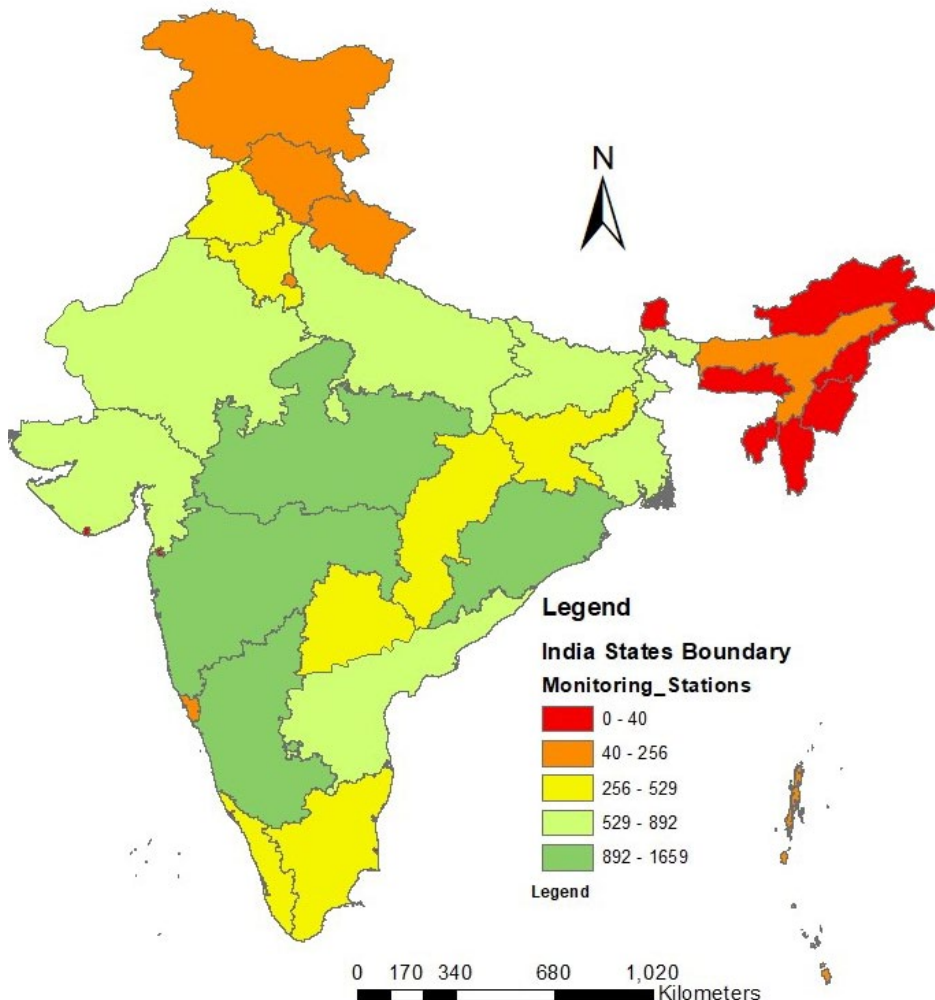 N
Legend
India States Boundary
Monitoring_Stations
0 - 40
40 - 256
256 - 529
529 - 892
892 - 1659
Legend
0 170 340 680 1,020
Kilometers